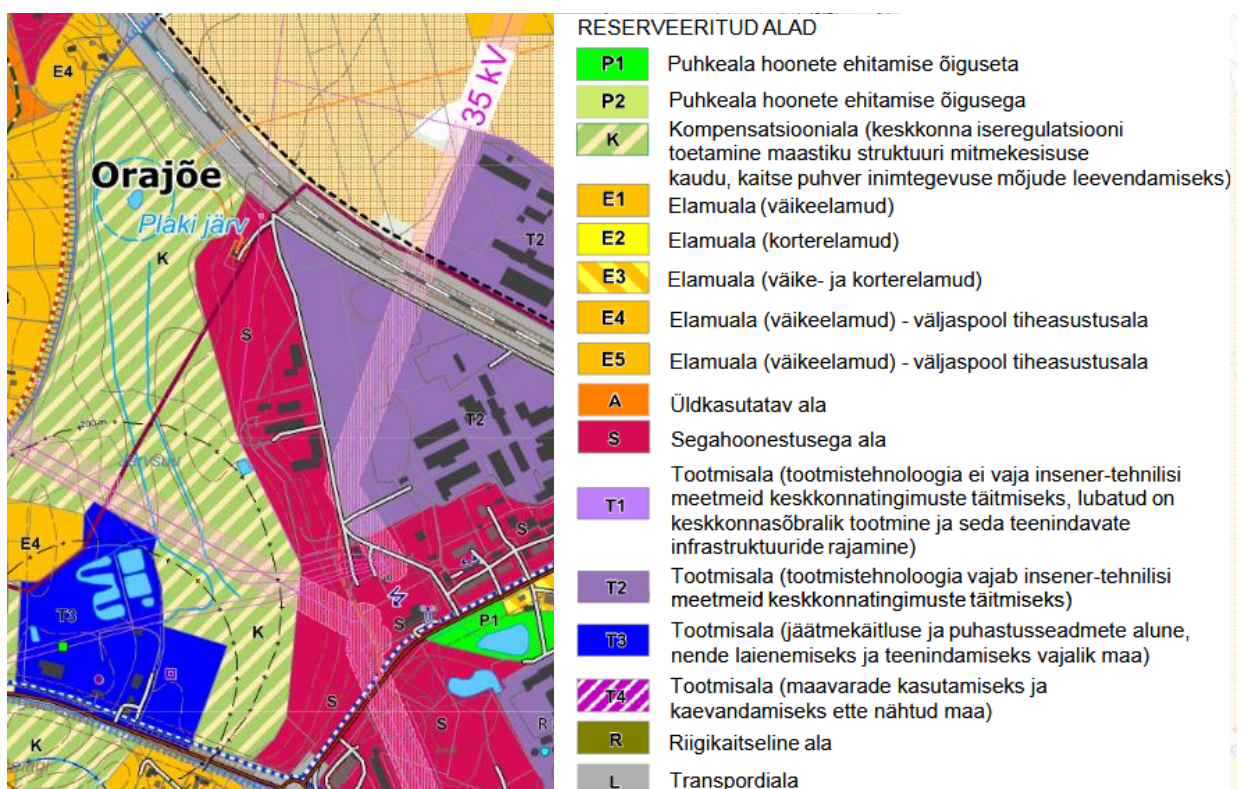 E4
35 kV
Orajõe
Plaki järv
T2
K
S
200 m
Järvsuu
T2
S
E4
T3
K
P1
S
S
S
R
K
RESERVEERITUD ALAD
P1 Puhkeala hoonete ehitamise õiguseta
P2 Puhkeala hoonete ehitamise õigusega
K Kompensatsiooniala (keskkonna iseregulatsiooni
toetamine maastiku struktuuri mitmekesisuse
kaudu, kaitse puhver inimtegevuse mõjude leevendamiseks)
E1 Elamuala (väikeelamud)
E2 Elamuala (korterelamud)
E3 Elamuala (väike- ja korterelamud)
E4 Elamuala (väikeelamud) - väljaspool tiheasustusala
E5 Elamuala (väikeelamud) - väljaspool tiheasustusala
A Üldkasutatav ala
S Segahoonestusega ala
Tootmisala (tootmistehnoloogia ei vaja insener-tehnilisi
meetmeid keskkonnatingimuste täitmiseks, lubatud on
T1 keskkonnasõbralik tootmine ja seda teenindavate
infrastruktuuride rajamine)
T2 Tootmisala (tootmistehnoloogia vajab insener-tehnilisi
meetmeid keskkonnatingimuste täitmiseks)
T3 Tootmisala (jäätmekäitluse ja puhastusseadmete alune,
nende laienemiseks ja teenindamiseks vajalik maa)
T4 Tootmisala (maavarade kasutamiseks ja
kaevandamiseks ette nähtud maa)
R Riigikaitseline ala
L Transpordiala